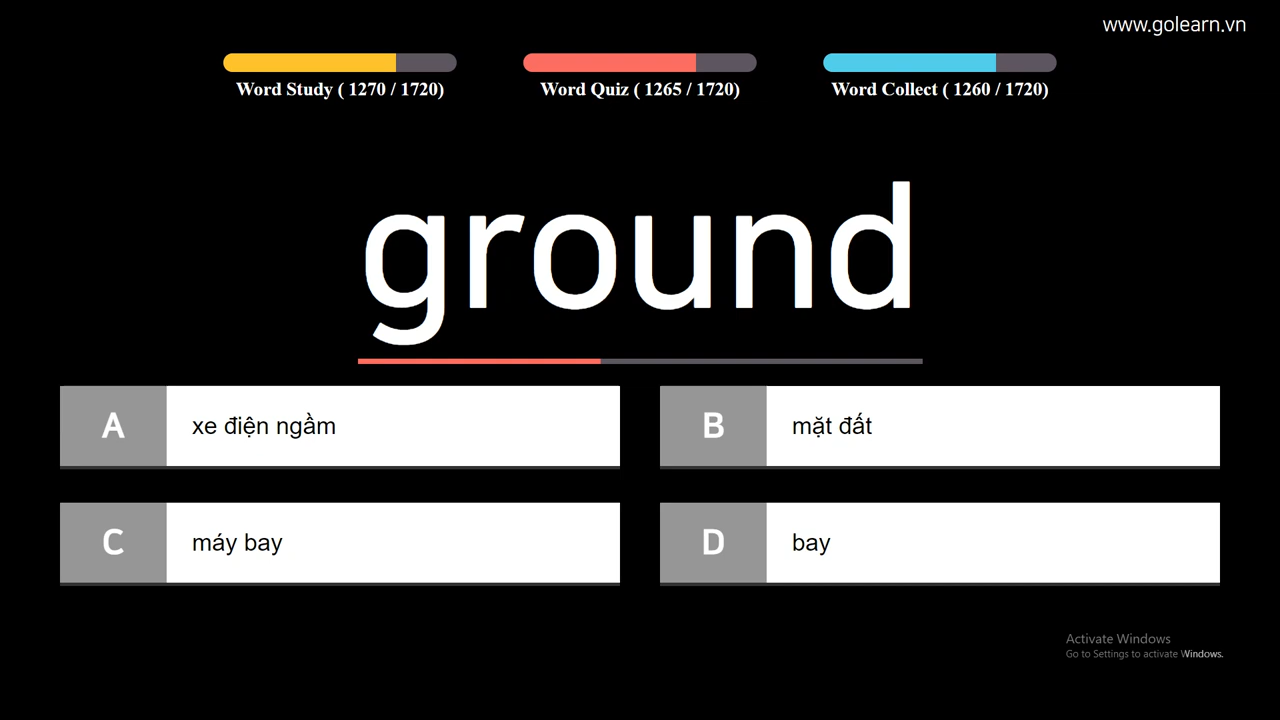 www.golearn.vn
Word Study ( 1270 / 1720)
Word Quiz ( 1265 / 1720)
Word Collect ( 1260 / 1720)
ground
A xe điện ngầm
B mặt đất
C máy bay
D bay
Activate Windows
Go to Settings to activate Windows.